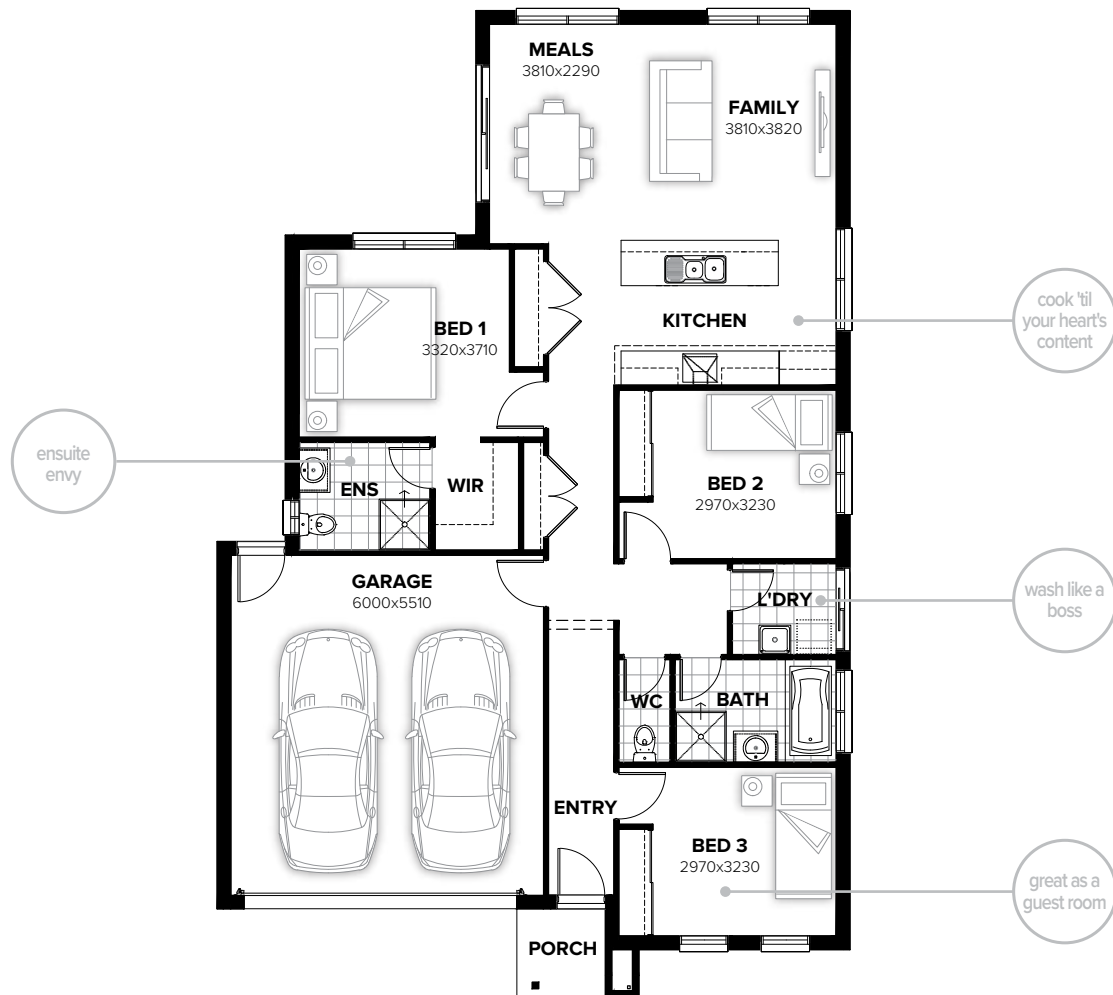 MEALS
3810x2290
FAMILY
3810x3820
cook 'til
your heart's
content
KITCHEN
BED 1
3320x3710
ensuite
envy
ENS
WIR
BED 2
2970x3230
GARAGE
6000x5510
L'DRY
wash like a
boss
WC
BATH
ENTRY
BED 3
2970x3230
great as a
guest room
PORCH